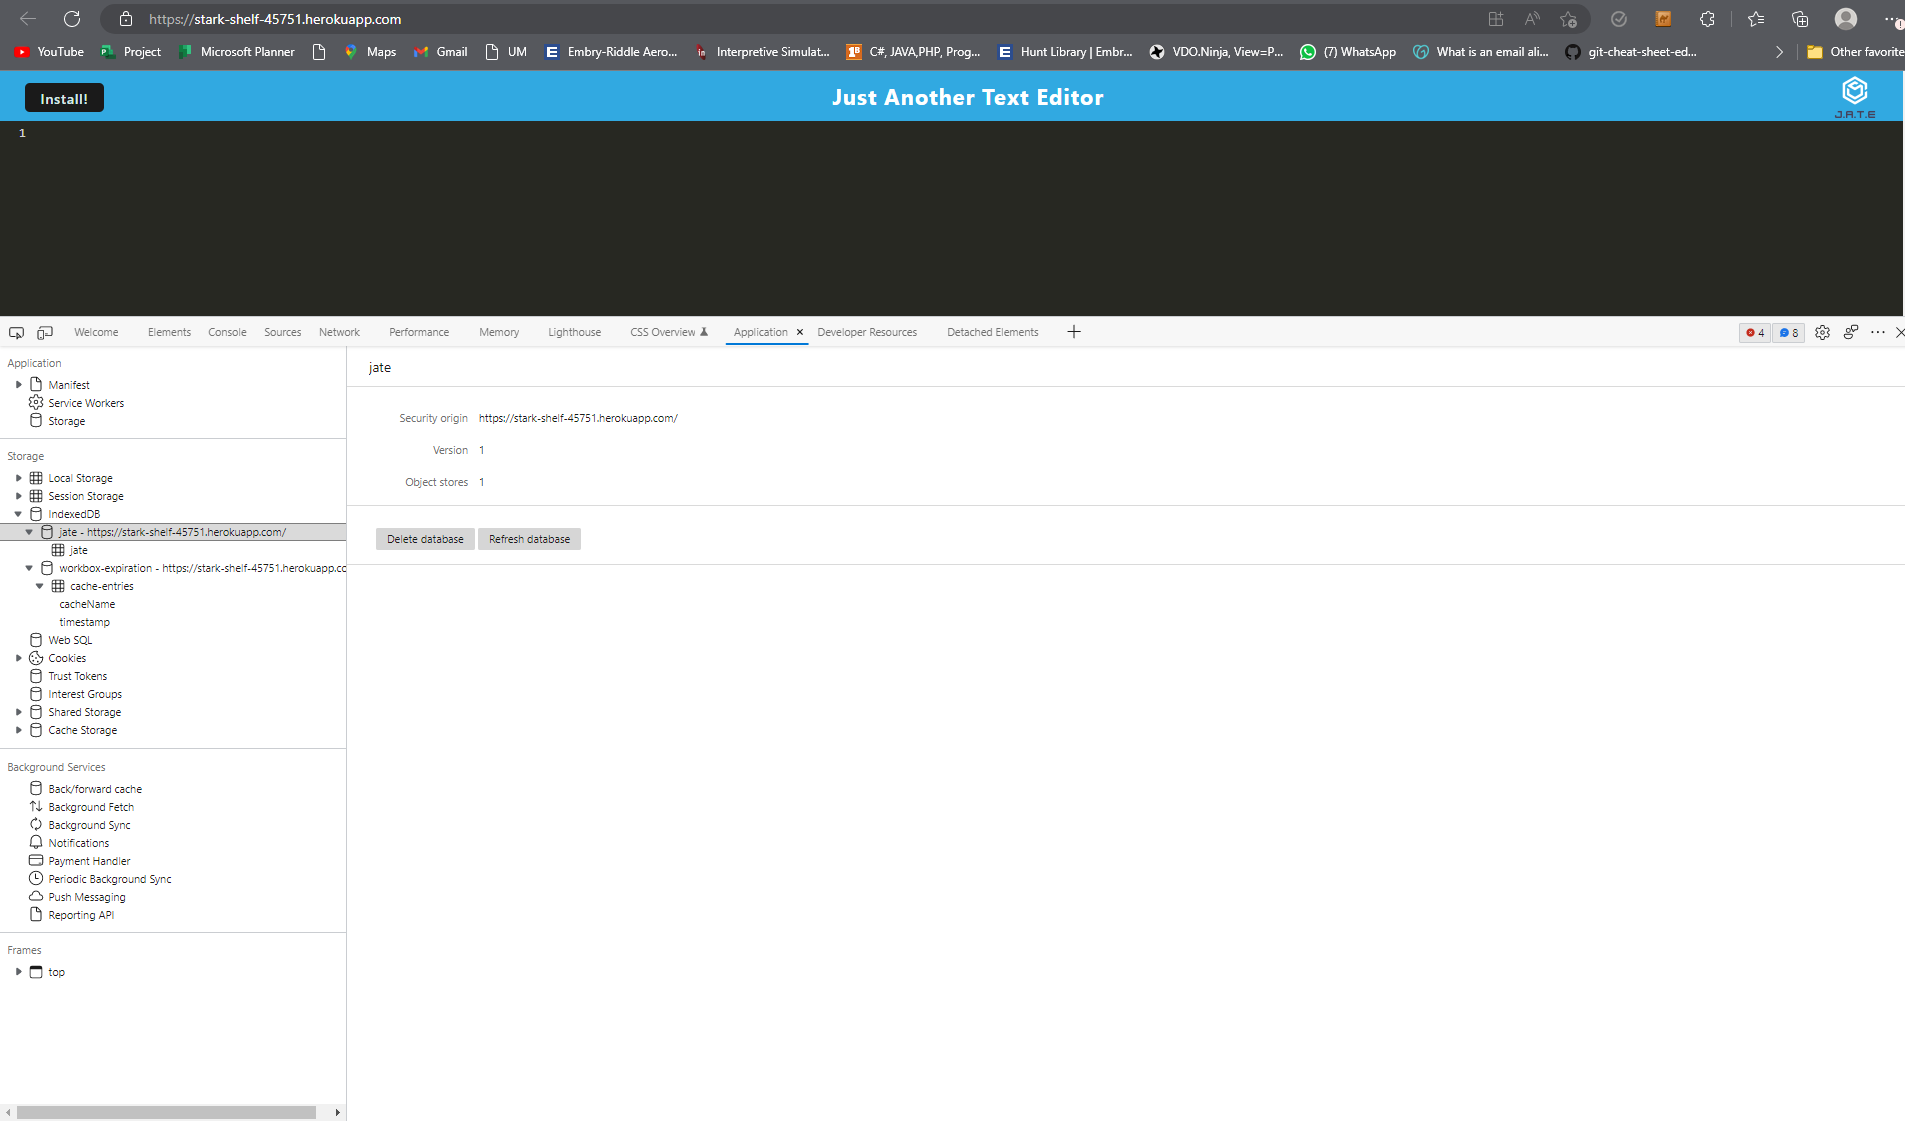 https://stark-shelf-45751.herokuapp.com
YouTube Project Microsoft Planner Maps Gmail UM Embry-Riddle Aero... Interpretive Simulat... C#, JAVA,PHP, Prog... Hunt Library | Embr... VDO.Ninja, View=P... (7) WhatsApp What is an email ali... git-cheat-sheet-ed... Other favorite
Install!
Just Another Text Editor
J.A.T.E
1
Welcome Elements Console Sources Network Performance Memory Lighthouse CSS Overview Application Developer Resources Detached Elements 4 8
Application
Manifest
Service Workers
Storage
Storage
Local Storage
Session Storage
IndexedDB
jate - https://stark-shelf-45751.herokuapp.com/
jate
workbox-expiration - https://stark-shelf-45751.herokuapp.co
cache-entries
cacheName
timestamp
Web SQL
Cookies
Trust Tokens
Interest Groups
Shared Storage
Cache Storage
Background Services
Back/forward cache
Background Fetch
Background Sync
Notifications
Payment Handler
Periodic Background Sync
Push Messaging
Reporting API
Frames
top
jate
Security origin https://stark-shelf-45751.herokuapp.com/
Version 1
Object stores 1
Delete database Refresh database